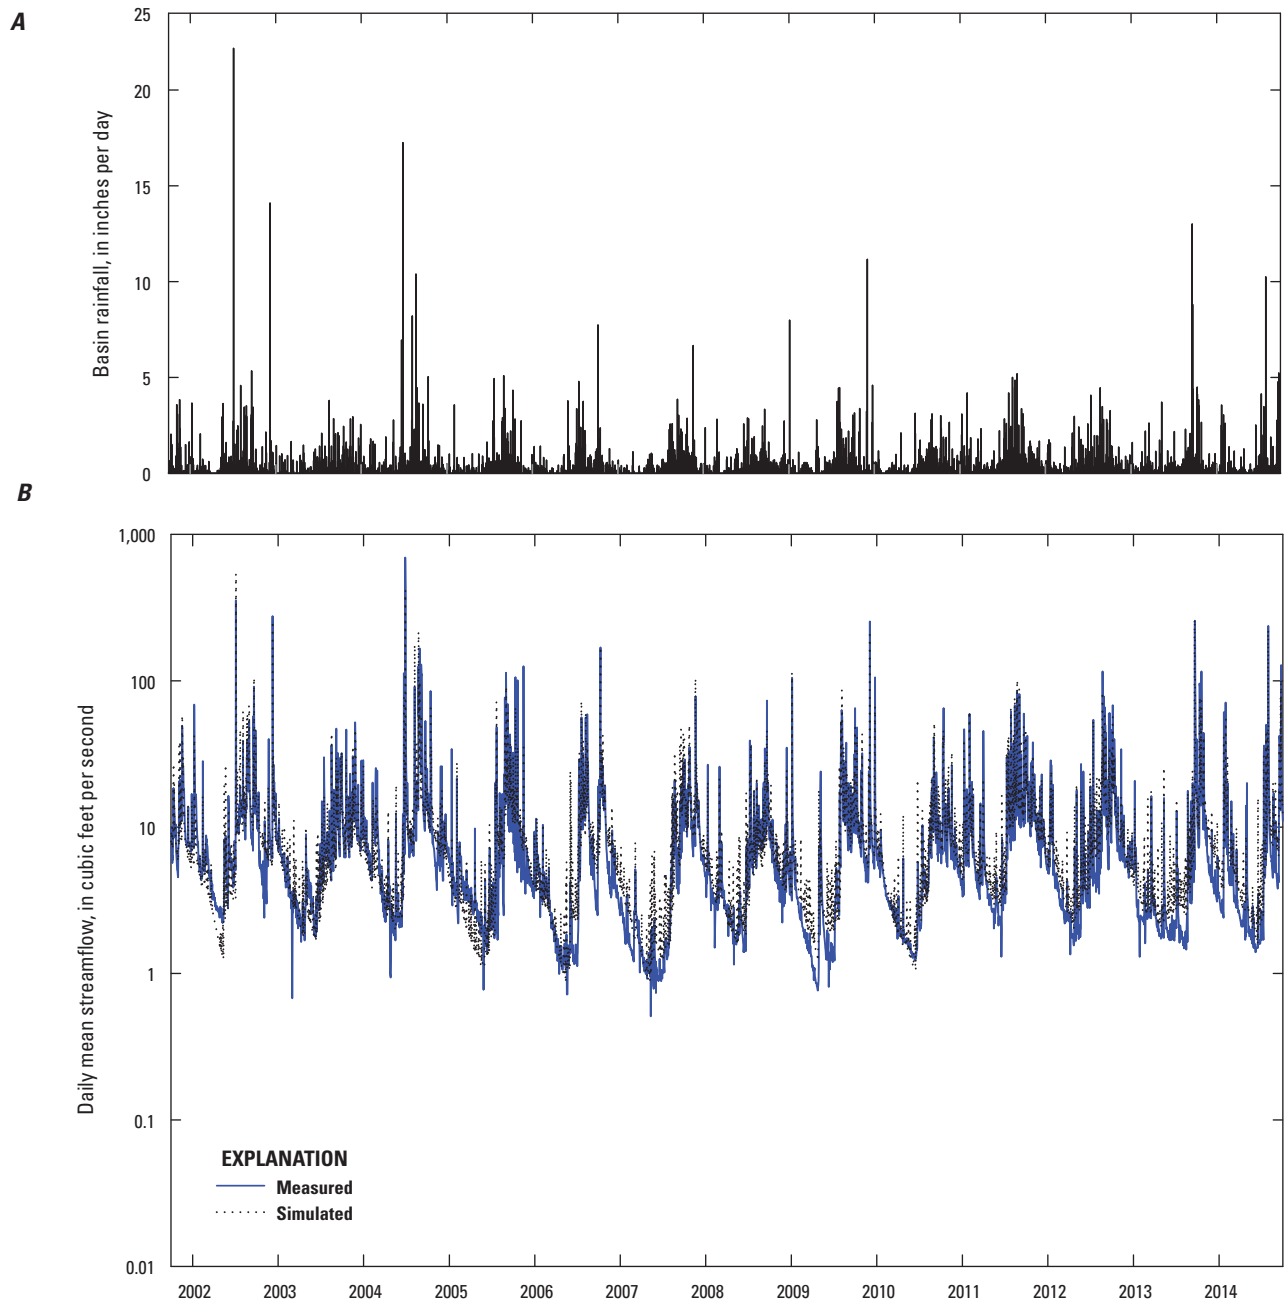 A
25
20
15
10
5
0
Basin rainfall, in inches per day
B
1,000
100
10
1
0.1
0.01
Daily mean streamflow, in cubic feet per second
EXPLANATION
Measured
Simulated
2002 2003 2004 2005 2006 2007 2008 2009 2010 2011 2012 2013 2014